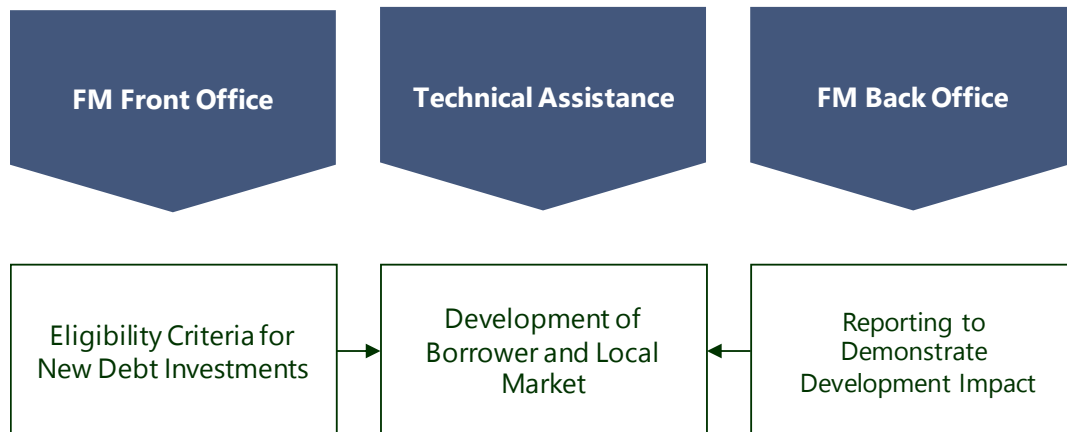 FM Front Office
Technical Assistance
FM Back Office
Eligibility Criteria for
New Debt Investments
Development of
Borrower and Local
Market
Reporting to
Demonstrate
Development Impact